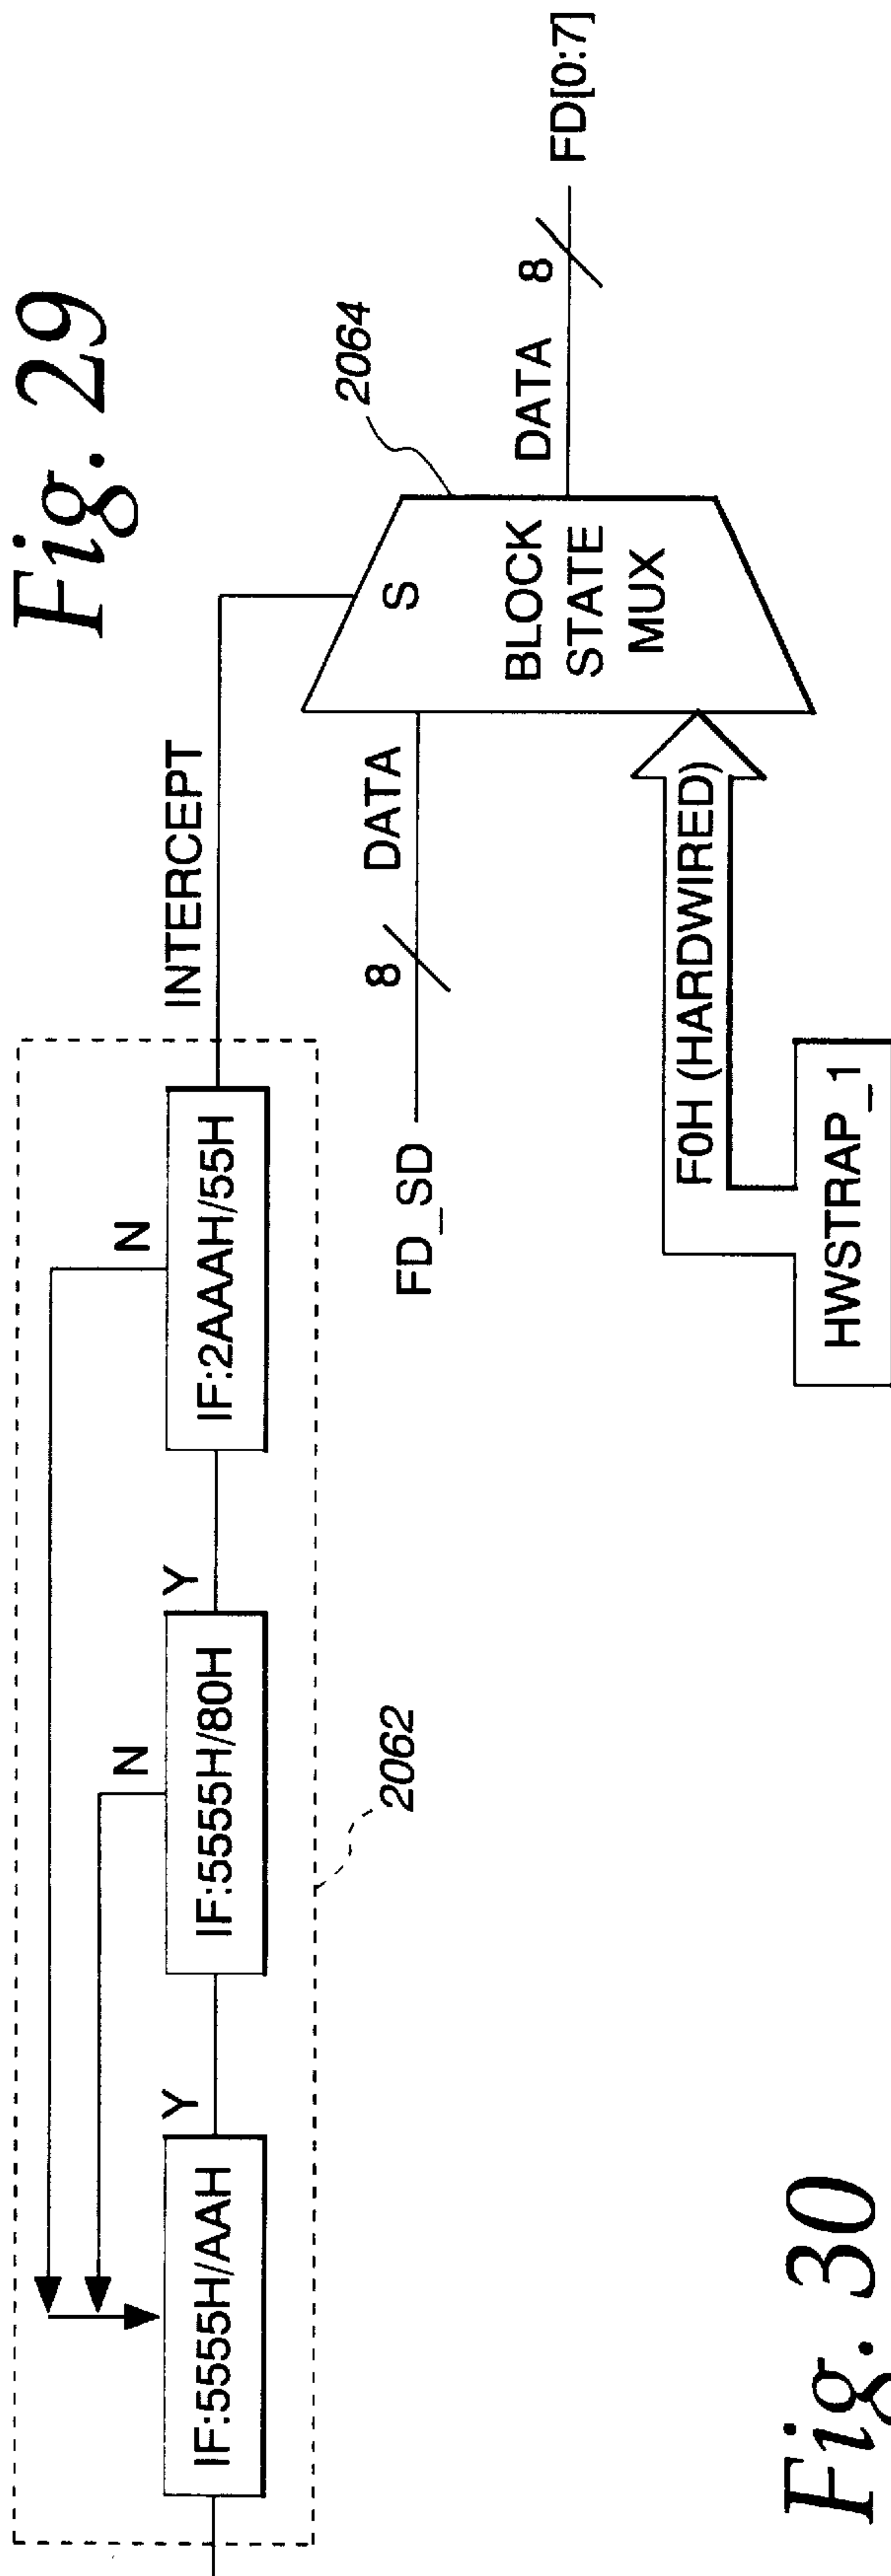 Fig. 29
IF:5555H/AAH
Y
IF:5555H/80H
N
Y
IF:2AAAH/55H
N
INTERCEPT
2062
2064
S
BLOCK
STATE
MUX
FD_SD
8
DATA
DATA
8
FD[0:7]
F0H (HARDWIRED)
HWSTRAP_1
Fig. 30